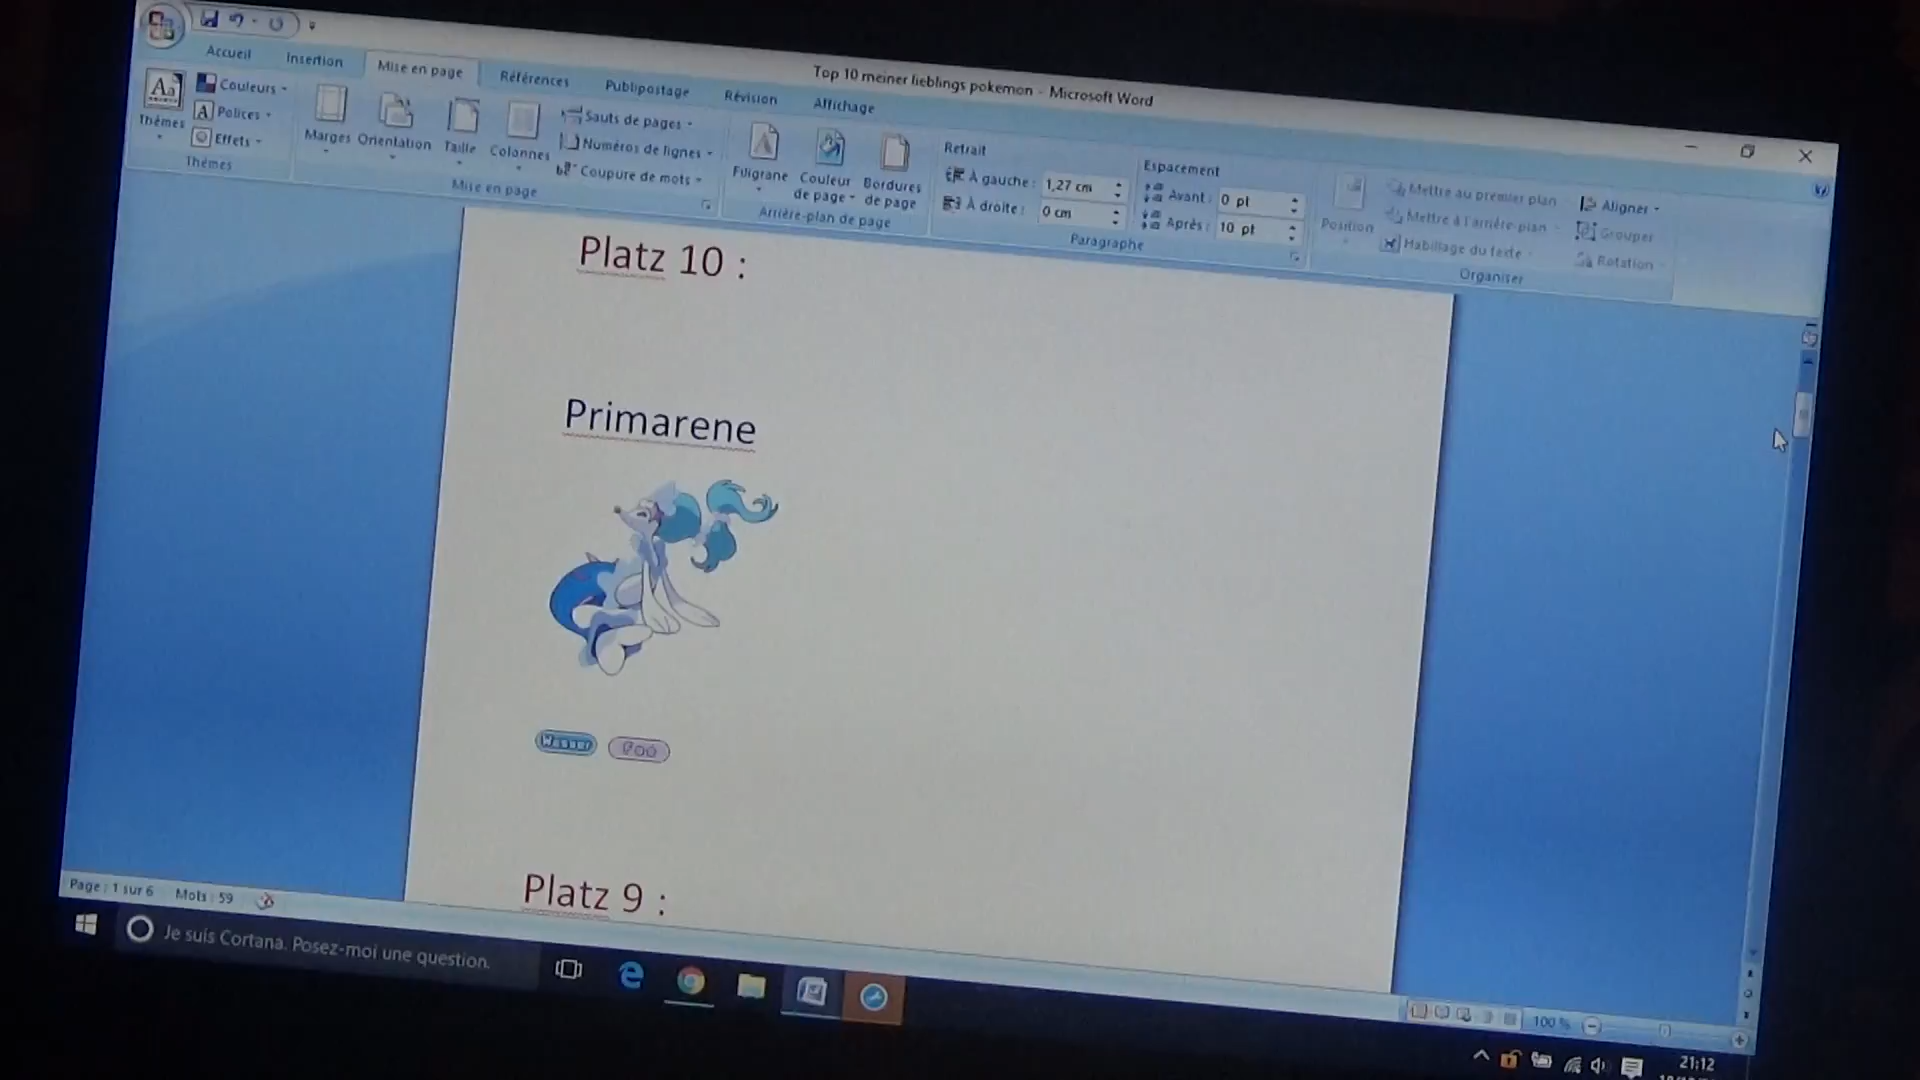 Top 10 meiner lieblings pokemon - Microsoft Word
Accueil Insertion Mise en page Références Publipostage Révision Affichage
Thèmes
Couleurs
Polices
Effets
Thèmes
Marges Orientation Taille Colonnes
Sauts de pages
Numéros de lignes
Coupure de mots
Mise en page
Filigrane
Couleur de page
Bordures de page
Arrière-plan de page
Retrait
À gauche : 1,27 cm
À droite : 0 cm
Espacement
Avant : 0 pt
Après : 10 pt
Paragraphe
Position
Mettre au premier plan
Mettre à l'arrière-plan
Habillage du texte
Aligner
Grouper
Rotation
Organiser
Platz 10 :
Primarene
Wasser Fee
Platz 9 :
Page : 1 sur 6 Mots : 59
100 %
Je suis Cortana. Posez-moi une question.
21:12